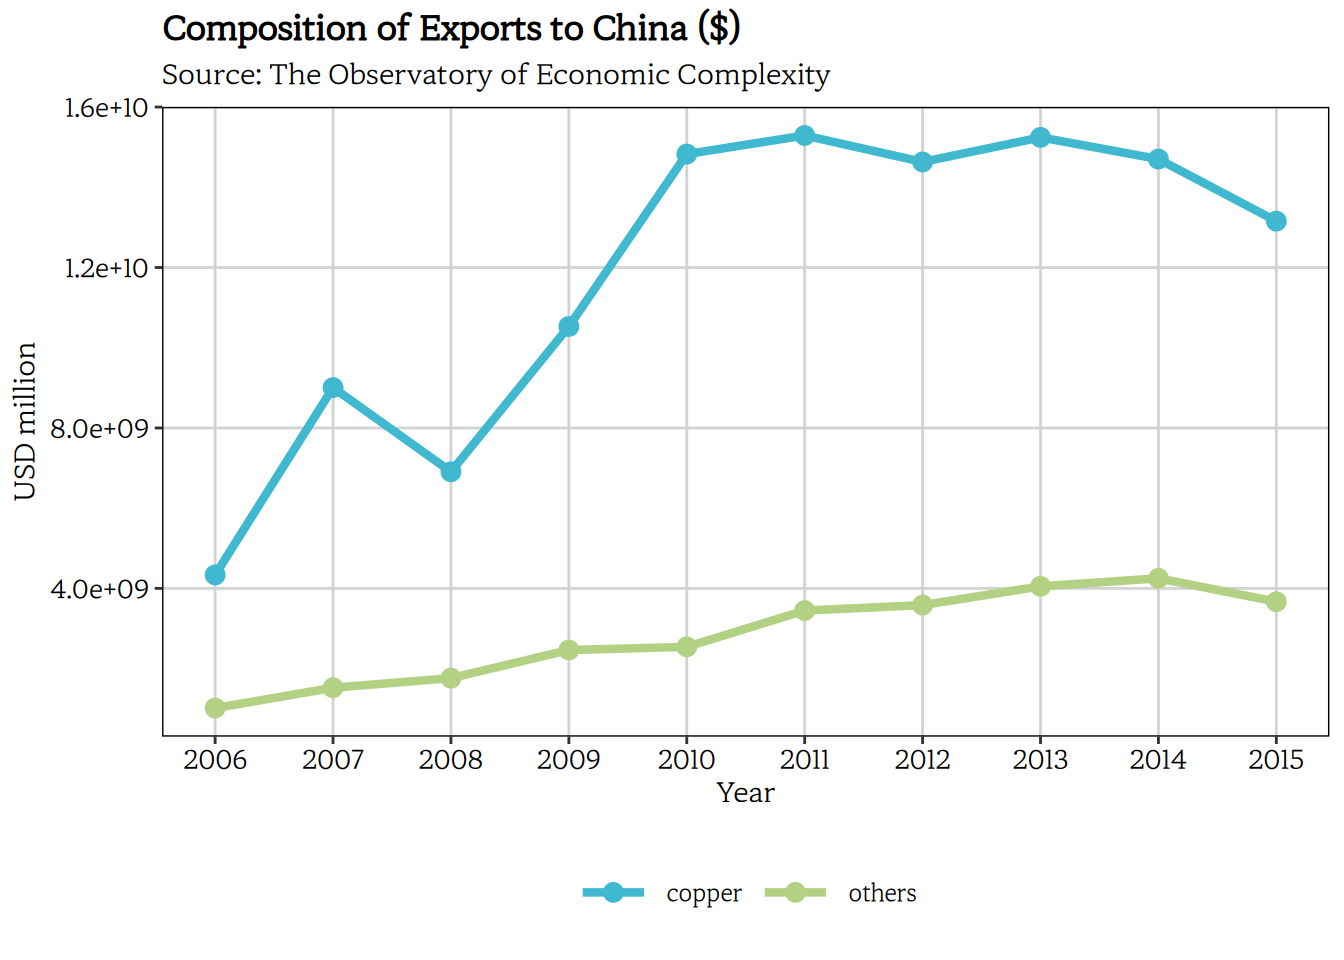 Composition of Exports to China ($)
Source: The Observatory of Economic Complexity
1.6e+10
1.2e+10
8.0e+09
4.0e+09
USD million
2006 2007 2008 2009 2010 2011 2012 2013 2014 2015
Year
copper others